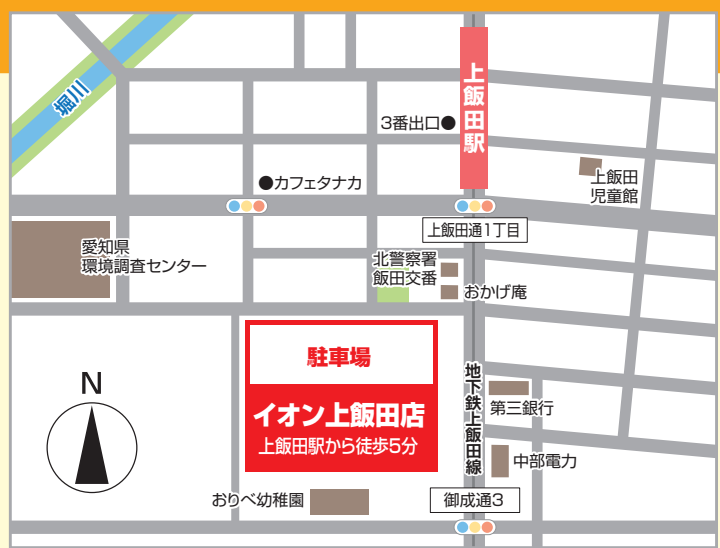 堀川
上飯田駅
3番出口●
●カフェタナカ
上飯田
児童館
上飯田通1丁目
愛知県
環境調査センター
北警察署
飯田交番
おかげ庵
駐車場
イオン上飯田店
上飯田駅から徒歩5分
地下鉄上飯田線
第三銀行
中部電力
N
おりべ幼稚園
御成通3